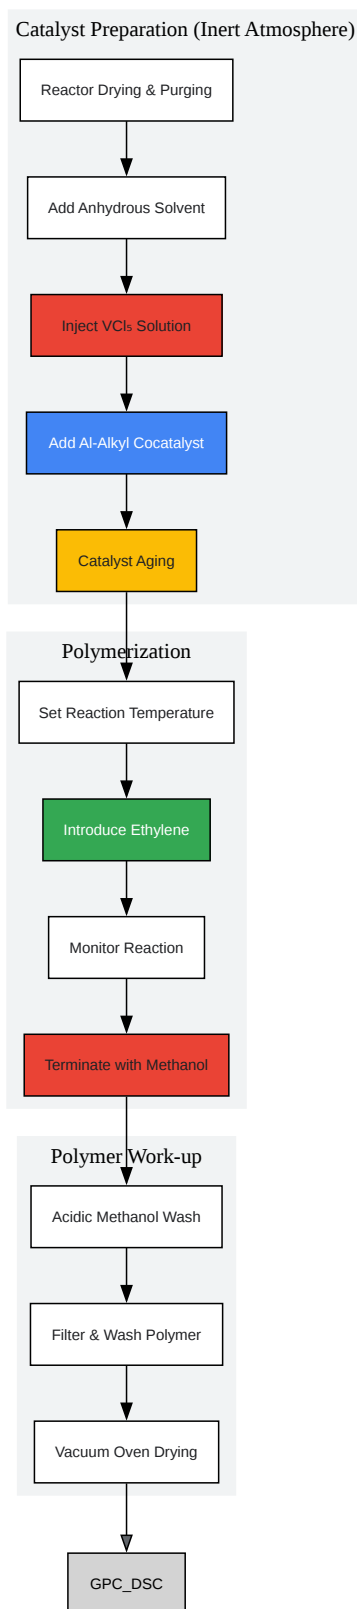 Catalyst Preparation (Inert Atmosphere)
Reactor Drying & Purging
Add Anhydrous Solvent
Inject VCl₅ Solution
Add Al-Alkyl Cocatalyst
Catalyst Aging
Polymerization
Set Reaction Temperature
Introduce Ethylene
Monitor Reaction
Terminate with Methanol
Polymer Work-up
Acidic Methanol Wash
Filter & Wash Polymer
Vacuum Oven Drying
GPC_DSC